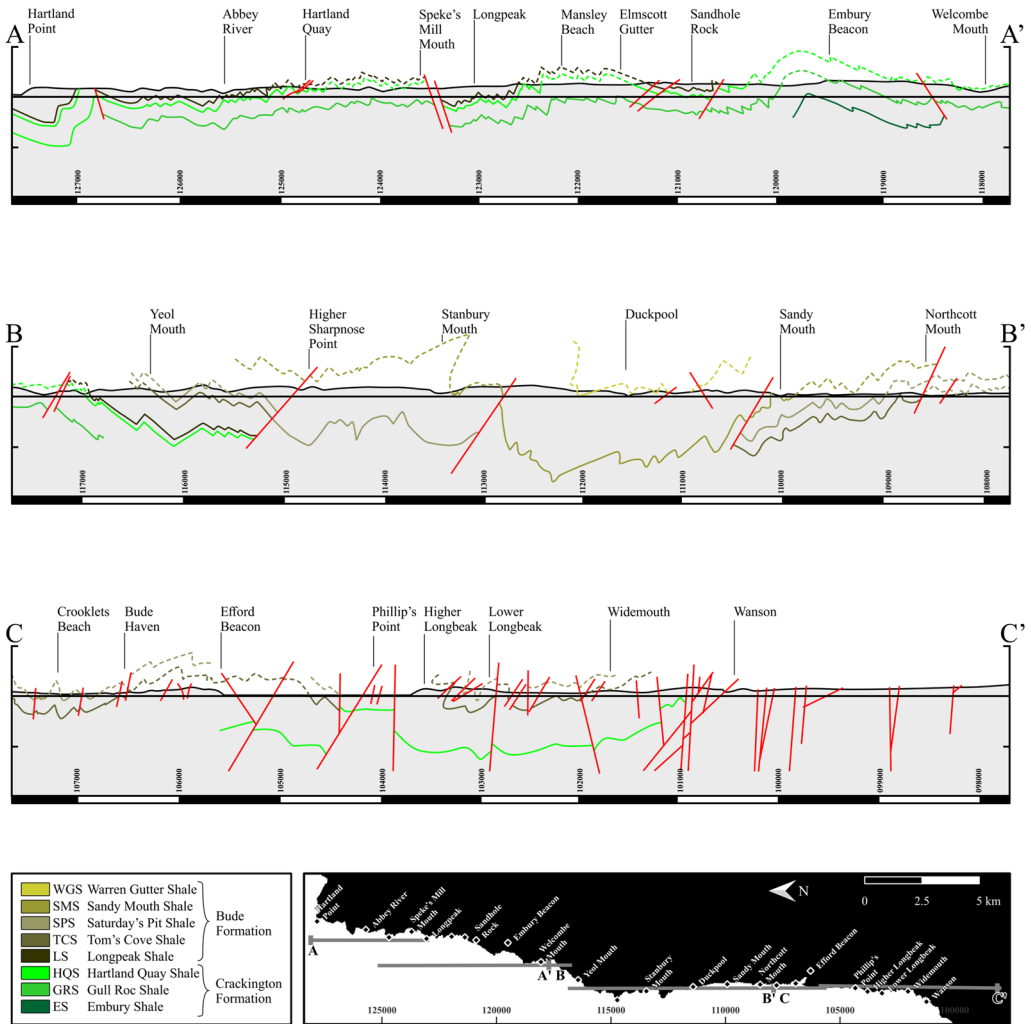 Hartland Point
Abbey River
Hartland Quay
Speke's Mill Mouth
Longpeak
Mansley Beach
Elmscott Gutter
Sandhole Rock
Embury Beacon
Welcombe Mouth
A
A'
127000
126000
125000
124000
123000
122000
121000
120000
119000
118000
Yeol Mouth
Higher Sharpnose Point
Stanbury Mouth
Duckpool
Sandy Mouth
Northcott Mouth
B
B'
117000
116000
115000
113000
112000
111000
110000
109000
108000
Crooklets Beach
Bude Haven
Efford Beacon
Phillip's Point
Higher Longbeak
Lower Longbeak
Widemouth
Wanson
C
C'
107000
106000
105000
104000
103000
102000
101000
100000
099000
098000
WGS Warren Gutter Shale
SMS Sandy Mouth Shale
SPS Saturday's Pit Shale
TCS Tom's Cove Shale
LS Longpeak Shale
Bude Formation
HQS Hartland Quay Shale
GRS Gull Roc Shale
ES Embury Shale
Crackington Formation
N
0 2.5 5 km
Hartland Point
Abbey River
Speke's Mill Mouth
Longpeak
Sandhole Rock
Embury Beacon
Welcombe Mouth
Yeol Mouth
Stanbury Mouth
Duckpool
Sandy Mouth
Northcott Mouth
Efford Beacon
Phillip's Point
Higher Longbeak
Lower Longbeak
Widemouth
Wanson
A
A' B
B' C
125000
120000
115000
110000
105000
100000